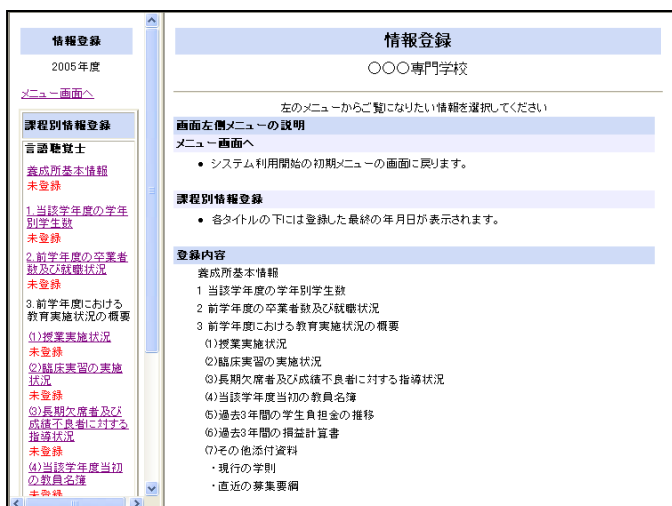 情報登録
2005年度
メニュー画面へ
課程別情報登録
言語聴覚士
養成所基本情報
未登録
1.当該学年度の学年
別学生数
未登録
2.前学年度の卒業者
数及び就職状況
未登録
3.前学年度における
教育実施状況の概要
(1)授業実施状況
未登録
(2)臨床実習の実施
状況
未登録
(3)長期欠席者及び
成績不良者に対する
指導状況
未登録
(4)当該学年度当初
の教員名簿
未登録
情報登録
○○○専門学校
左のメニューからご覧になりたい情報を選択してください
画面左側メニューの説明
メニュー画面へ
• システム利用開始の初期メニューの画面に戻ります。
課程別情報登録
• 各タイトルの下には登録した最終の年月日が表示されます。
登録内容
養成所基本情報
1 当該学年度の学年別学生数
2 前学年度の卒業者数及び就職状況
3 前学年度における教育実施状況の概要
(1)授業実施状況
(2)臨床実習の実施状況
(3)長期欠席者及び成績不良者に対する指導状況
(4)当該学年度当初の教員名簿
(5)過去3年間の学生負担金の推移
(6)過去3年間の損益計算書
(7)その他添付資料
・現行の学則
・直近の募集要綱